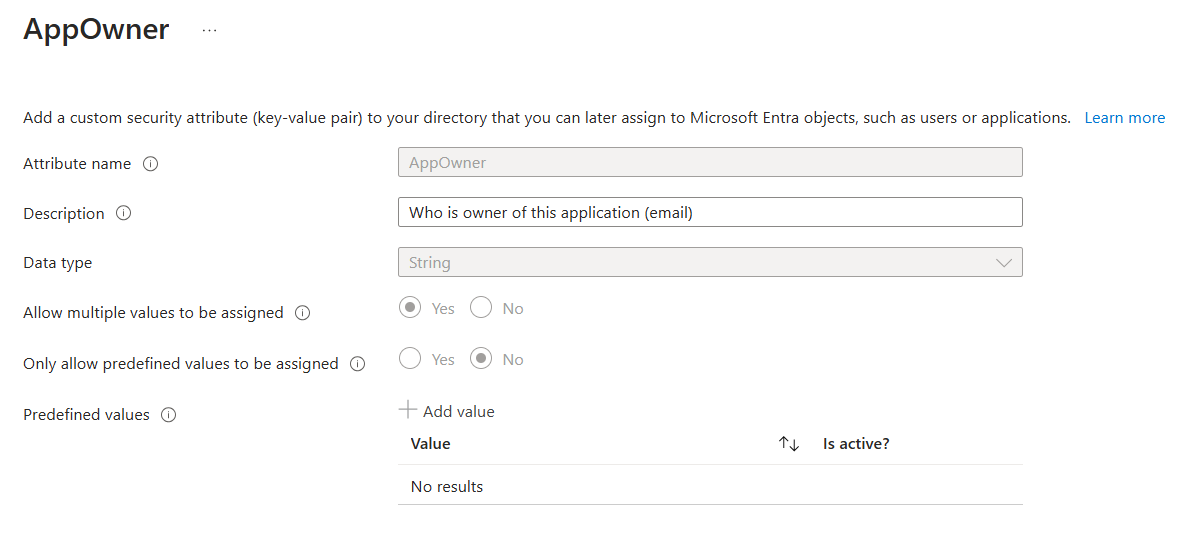 AppOwner ...
Add a custom security attribute (key-value pair) to your directory that you can later assign to Microsoft Entra objects, such as users or applications. Learn more
Attribute name AppOwner
Description Who is owner of this application (email)
Data type String
Allow multiple values to be assigned Yes No
Only allow predefined values to be assigned Yes No
Predefined values + Add value
Value Is active?
No results